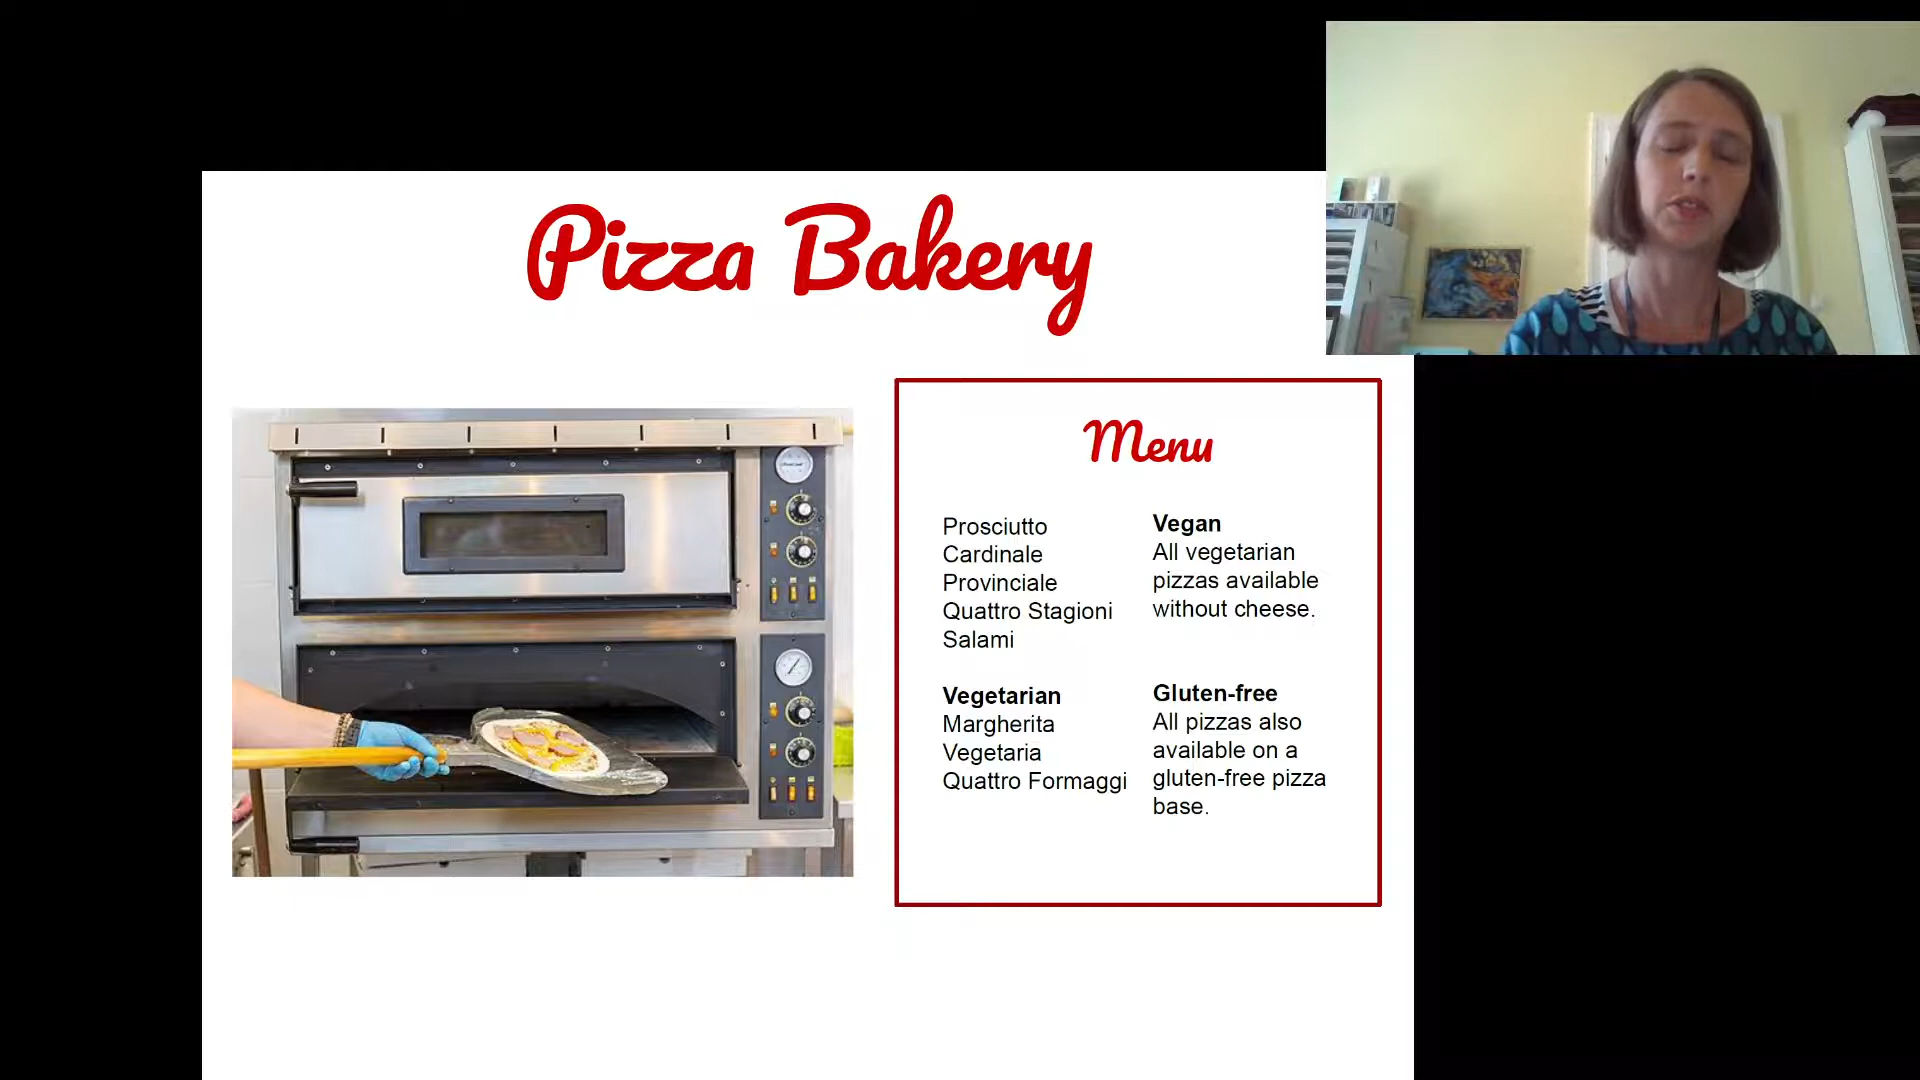 Pizza Bakery
Menu
Prosciutto
Cardinale
Provinciale
Quattro Stagioni
Salami
Vegetarian
Margherita
Vegetaria
Quattro Formaggi
Vegan
All vegetarian
pizzas available
without cheese.
Gluten-free
All pizzas also
available on a
gluten-free pizza
base.